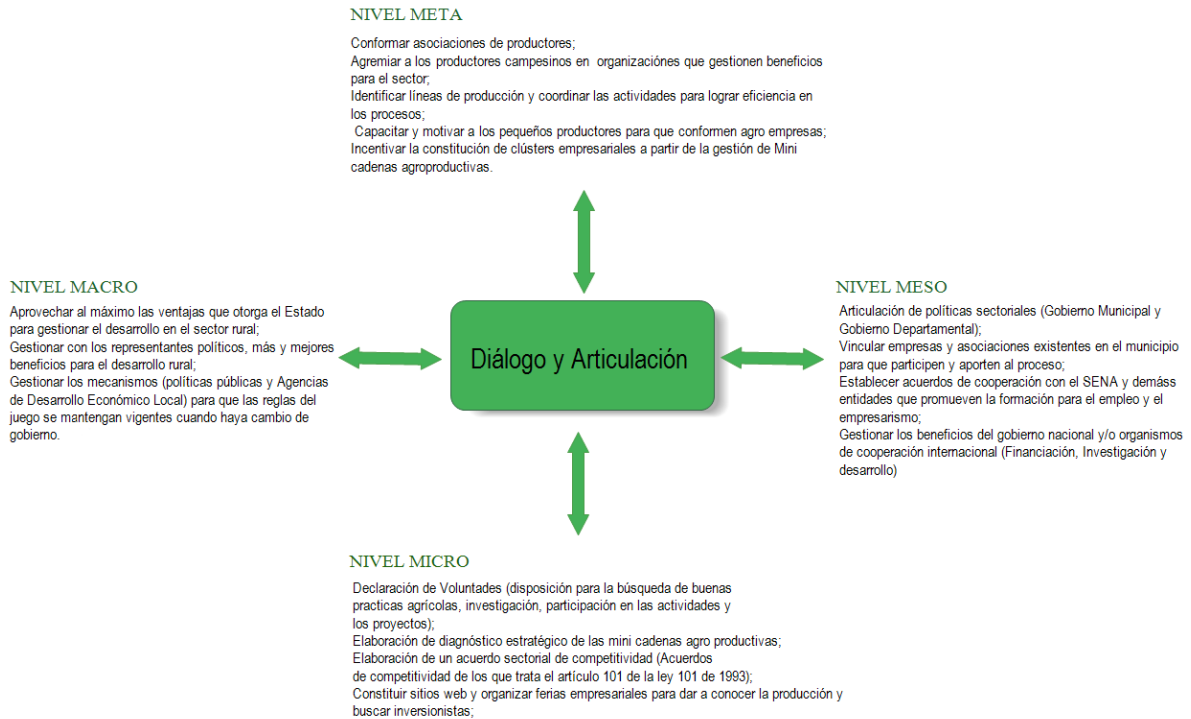 NIVEL META
Conformar asociaciones de productores;
Agremiar a los productores campesinos en organizaciónes que gestionen beneficios
para el sector;
Identificar líneas de producción y coordinar las actividades para lograr eficiencia en
los procesos;
Capacitar y motivar a los pequeños productores para que conformen agro empresas;
Incentivar la constitución de clústers empresariales a partir de la gestión de Mini
cadenas agroproductivas.
NIVEL MACRO
Aprovechar al máximo las ventajas que otorga el Estado
para gestionar el desarrollo en el sector rural;
Gestionar con los representantes políticos, más y mejores
beneficios para el desarrollo rural;
Gestionar los mecanismos (políticas públicas y Agencias
de Desarrollo Económico Local) para que las reglas del
juego se mantengan vigentes cuando haya cambio de
gobierno.
Diálogo y Articulación
NIVEL MESO
Articulación de políticas sectoriales (Gobierno Municipal y
Gobierno Departamental);
Vincular empresas y asociaciones existentes en el municipio
para que participen y aporten al proceso;
Establecer acuerdos de cooperación con el SENA y demáss
entidades que promueven la formación para el empleo y el
empresarismo;
Gestionar los beneficios del gobierno nacional y/o organismos
de cooperación internacional (Financiación, Investigación y
desarrollo)
NIVEL MICRO
Declaración de Voluntades (disposición para la búsqueda de buenas
practicas agrícolas, investigación, participación en las actividades y
los proyectos);
Elaboración de diagnóstico estratégico de las mini cadenas agro productivas;
Elaboración de un acuerdo sectorial de competitividad (Acuerdos
de competitividad de los que trata el artículo 101 de la ley 101 de 1993);
Constituir sitios web y organizar ferias empresariales para dar a conocer la producción y
buscar inversionistas;